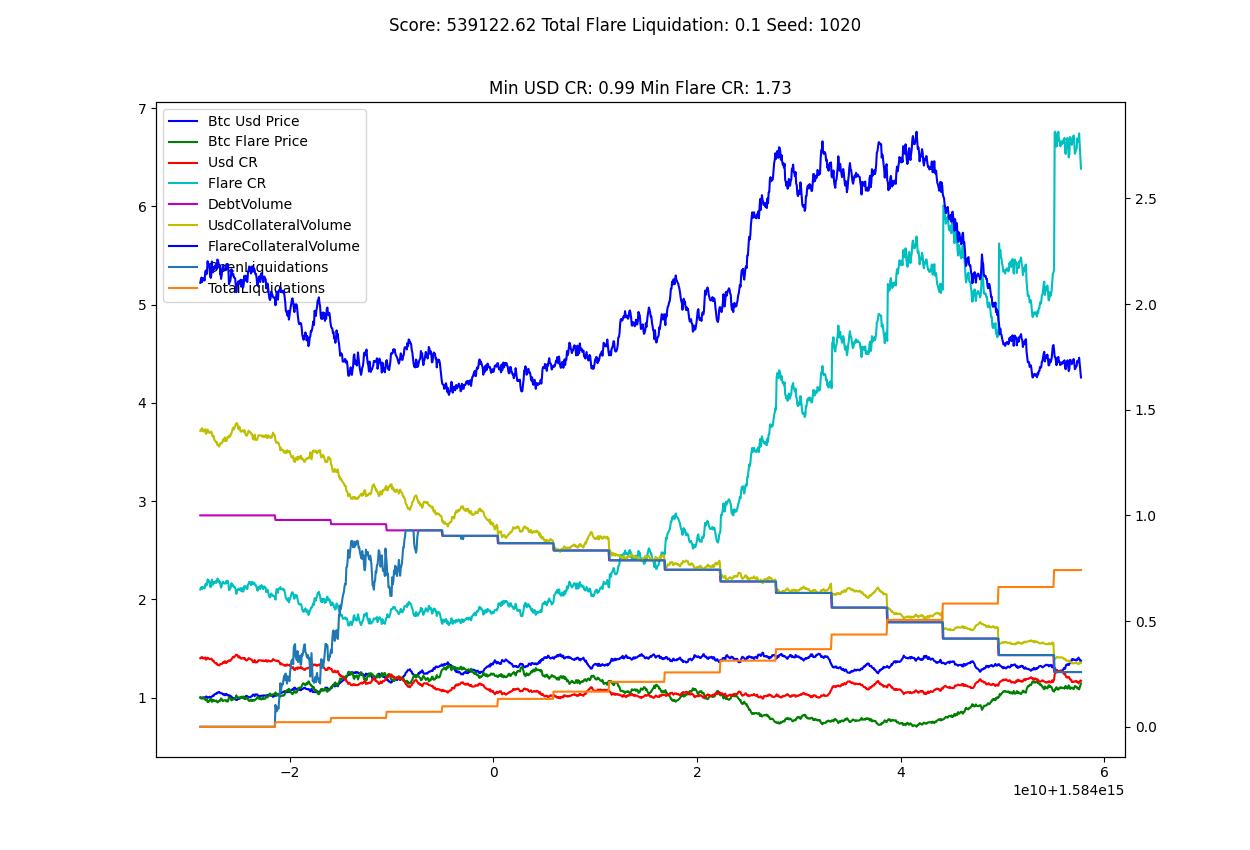 Score: 539122.62 Total Flare Liquidation: 0.1 Seed: 1020
Min USD CR: 0.99 Min Flare CR: 1.73
Btc Usd Price
Btc Flare Price
Usd CR
Flare CR
DebtVolume
UsdCollateralVolume
FlareCollateralVolume
OpenLiquidations
TotalLiquidations
7
6
5
4
3
2
1
2.5
2.0
1.5
1.0
0.5
0.0
−2
0
2
4
6
1e10+1.584e15